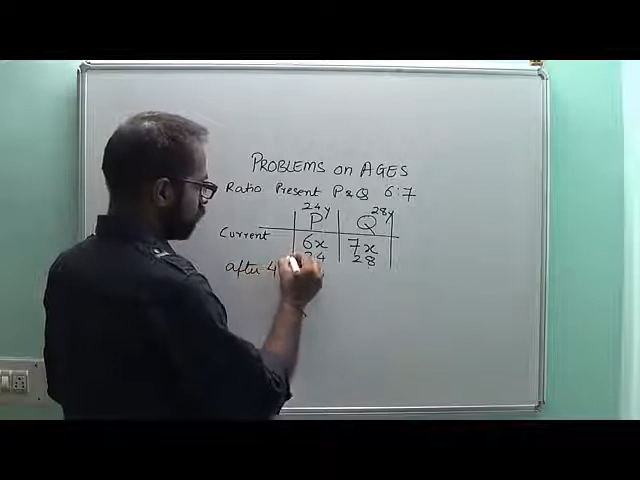 PROBLEMS on AGES
Ratio Present P & Q 6:7
24y 28y
P Q
Current 6x 7x
24 28
after 4